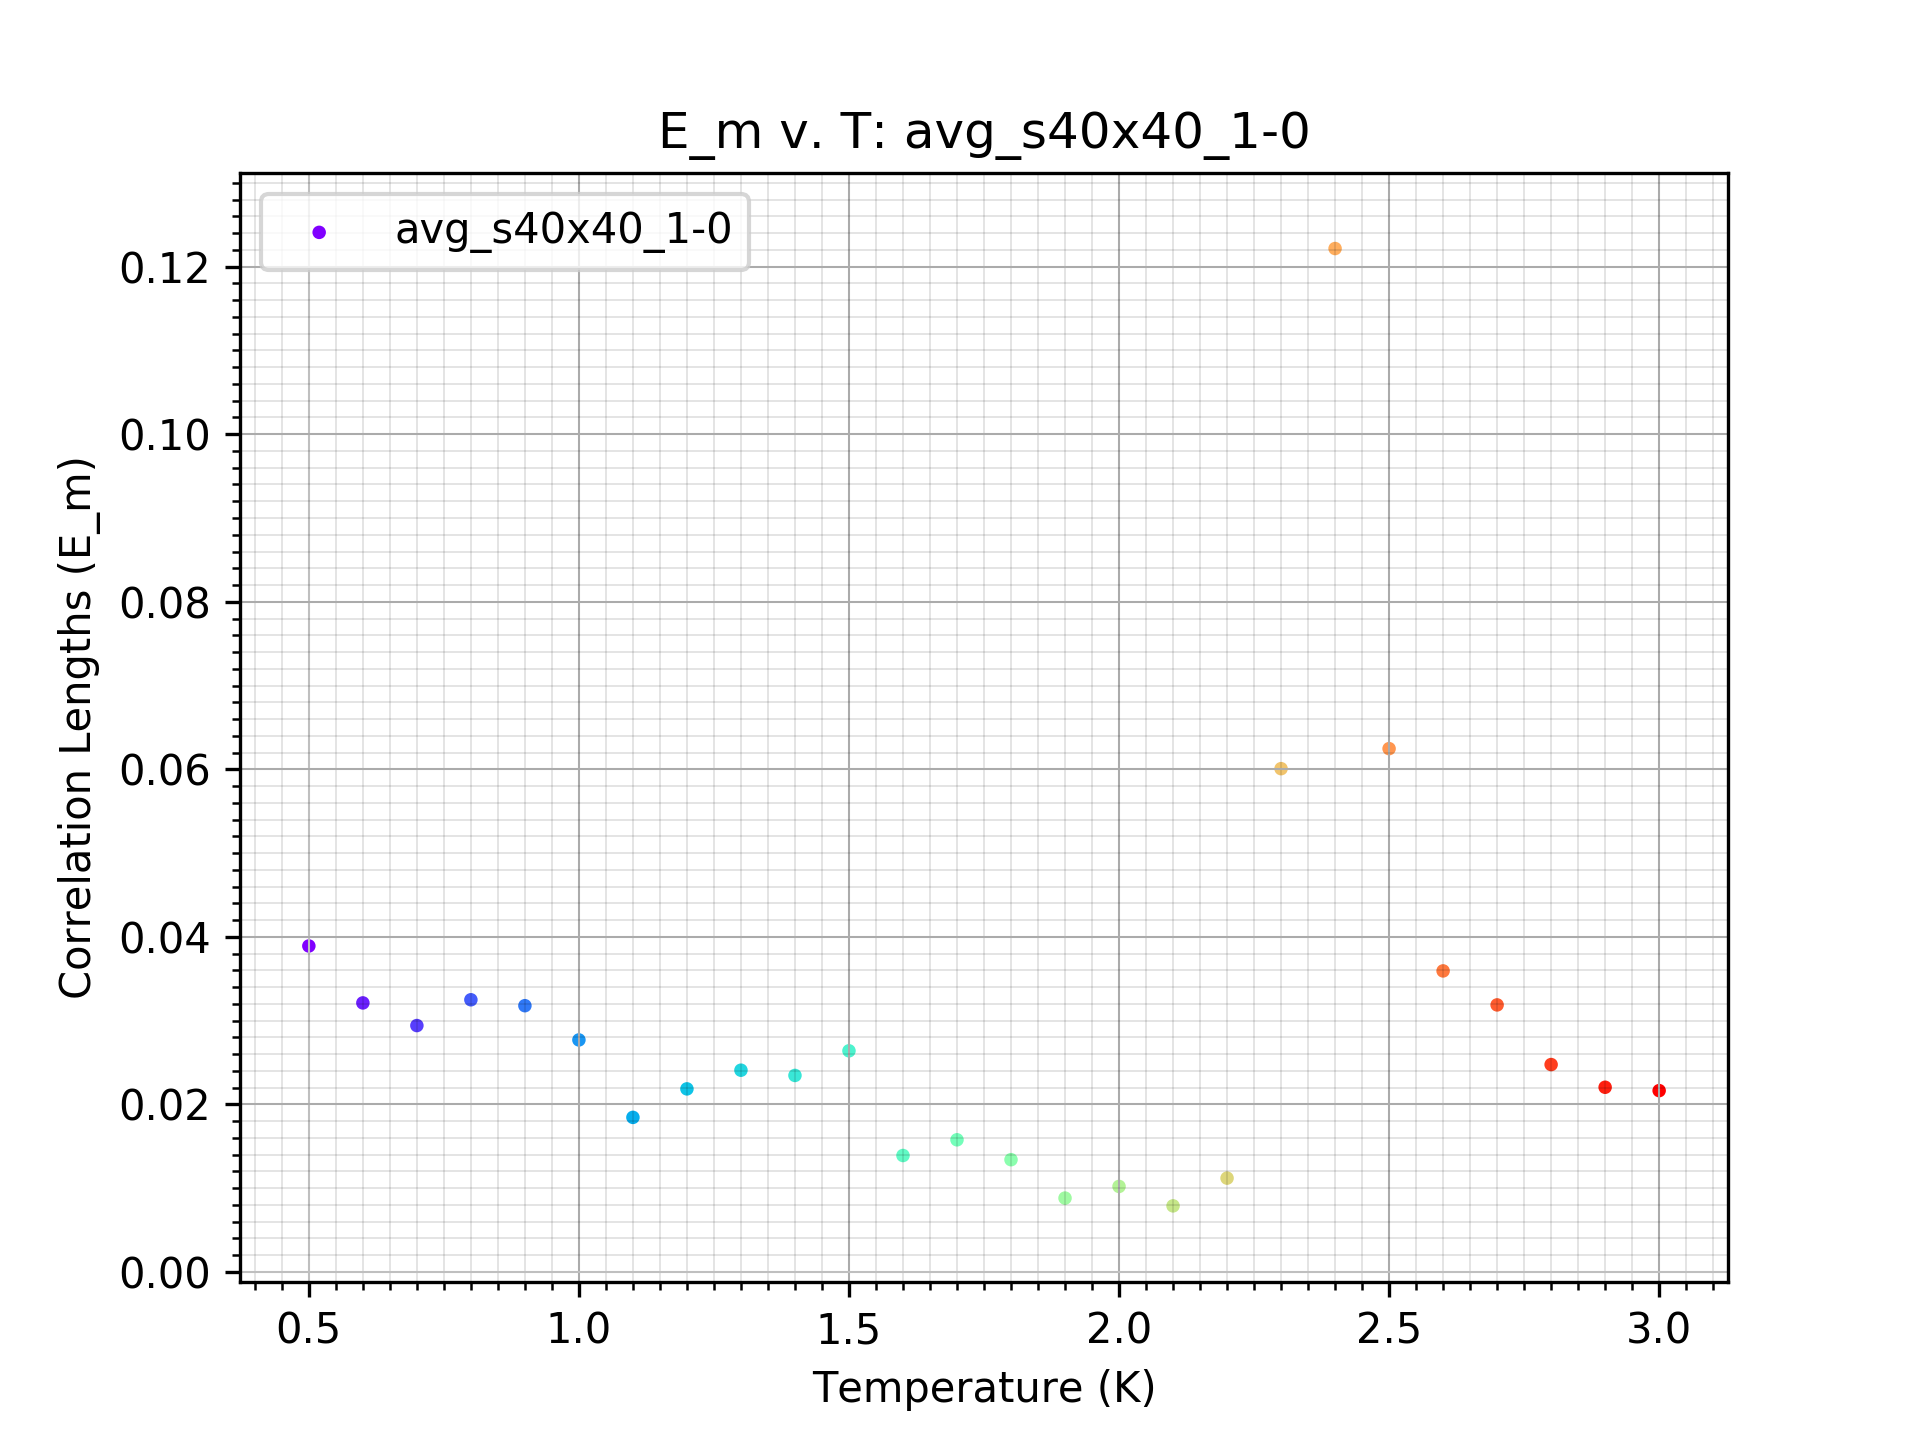 E_m v. T: avg_s40x40_1-0
avg_s40x40_1-0
0.12
0.10
0.08
0.06
0.04
0.02
0.00
Correlation Lengths (E_m)
0.5 1.0 1.5 2.0 2.5 3.0
Temperature (K)